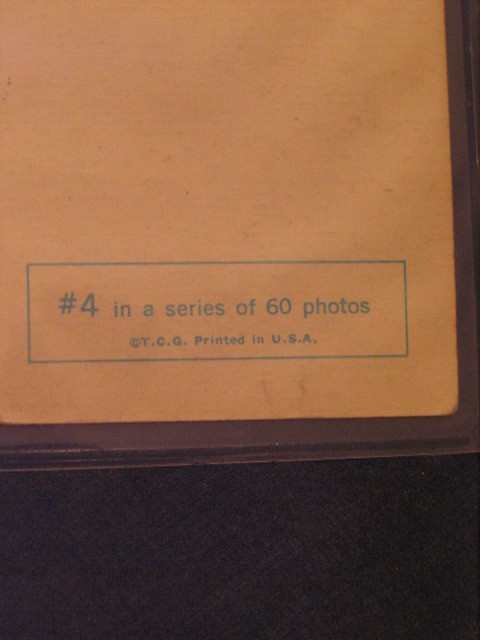 #4 in a series of 60 photos
©T.C.G. Printed in U.S.A.